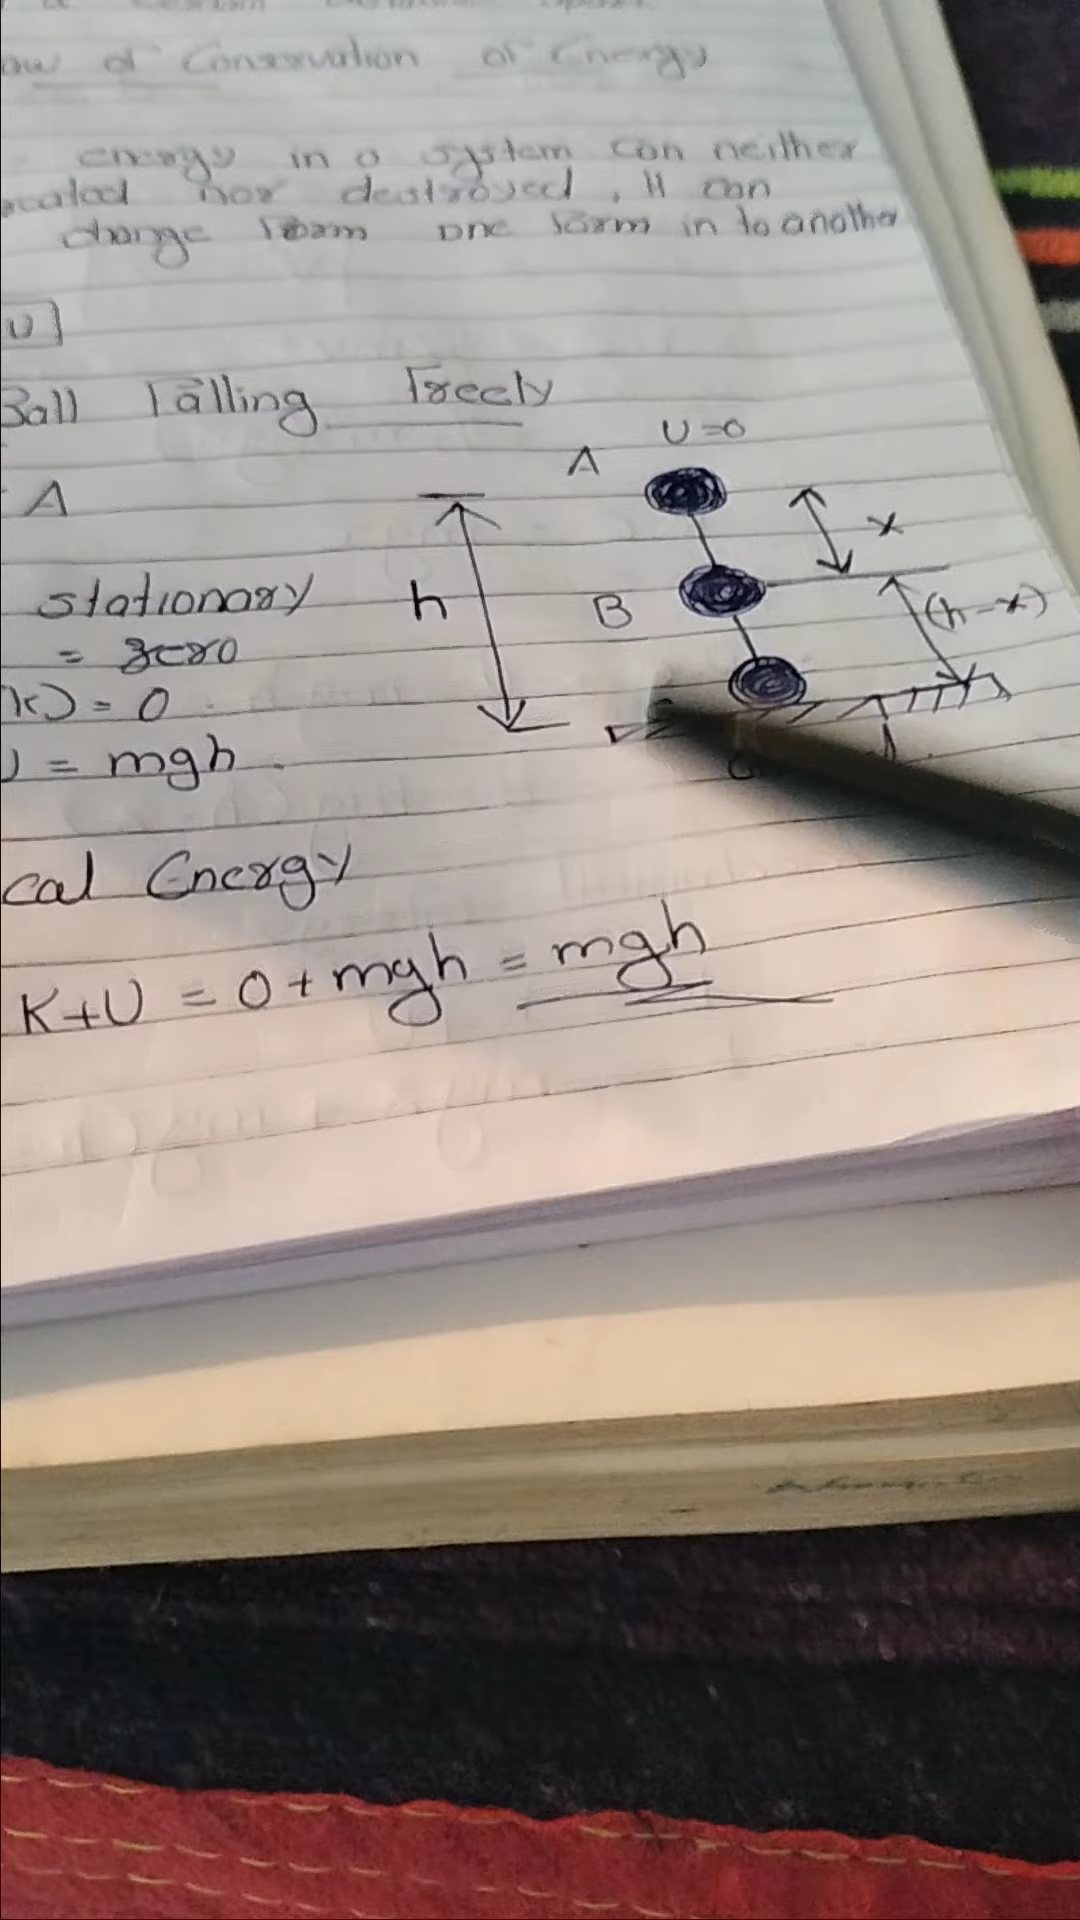 of Conservation of Energy
energy in a system can neither
nor destroyed, It can
change from one form in to another
Ball Falling Freely
U=0
A
A
x
stationary
h
B
(h-x)
= zero
= 0
= mgh
cal Energy
K+U = 0+mgh = mgh